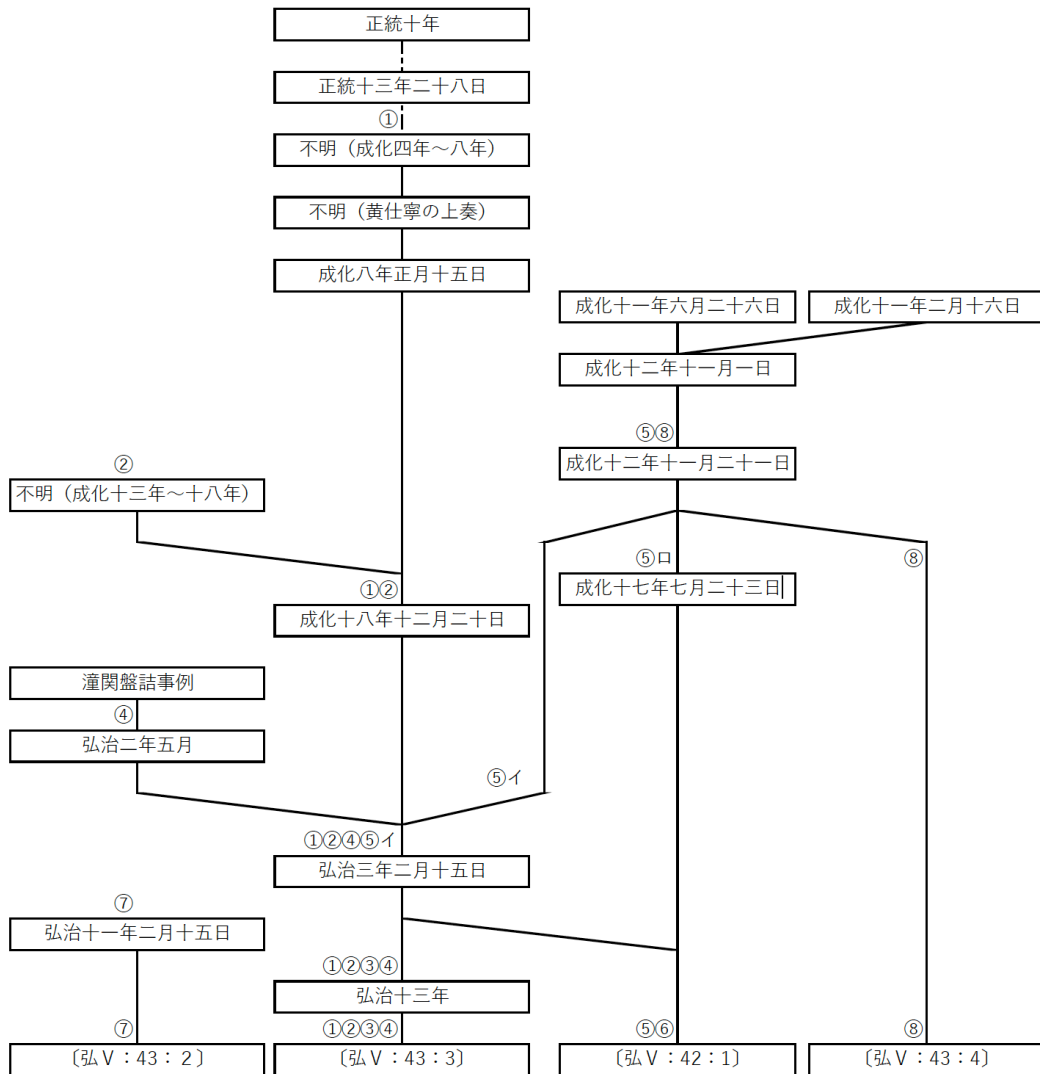 正統十年
正統十三年二十八日
①
不明（成化四年～八年）
不明（黄仕寧の上奏）
成化八年正月十五日
成化十一年六月二十六日
成化十一年二月十六日
成化十二年十一月一日
⑤⑧
成化十二年十一月二十一日
②
不明（成化十三年～十八年）
⑤ロ
⑧
成化十七年七月二十三日
①②
成化十八年十二月二十日
潼関盤詰事例
④
弘治二年五月
⑤イ
①②④⑤イ
弘治三年二月十五日
⑦
弘治十一年二月十五日
①②③④
弘治十三年
⑦
①②③④
⑤⑥
⑧
〔弘Ⅴ：43：2〕
〔弘Ⅴ：43：3〕
〔弘Ⅴ：42：1〕
〔弘Ⅴ：43：4〕